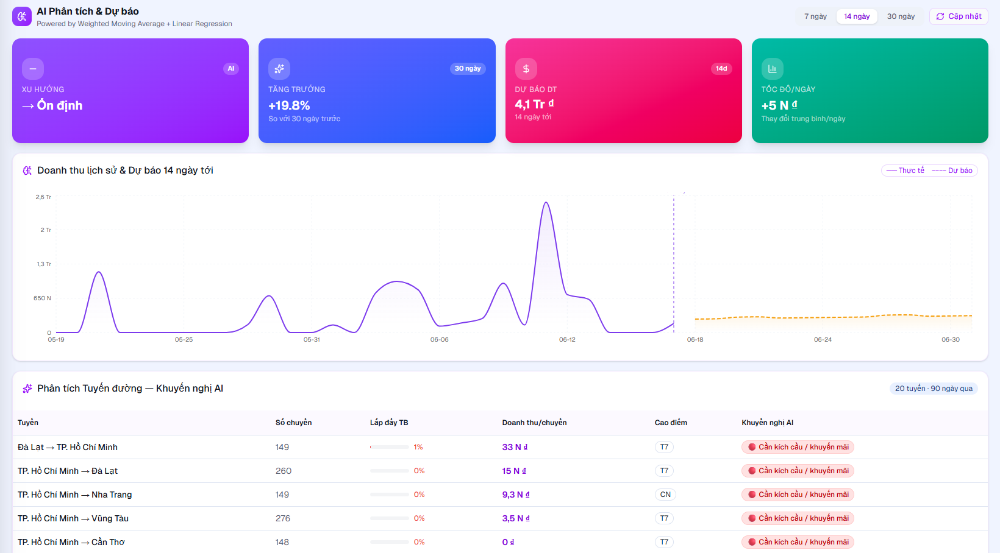 AI Phân tích & Dự báo
Powered by Weighted Moving Average + Linear Regression
7 ngày 14 ngày 30 ngày Cập nhật
AI
XU HƯỚNG
→ Ổn định
30 ngày
TĂNG TRƯỞNG
+19.8%
So với 30 ngày trước
14d
DỰ BÁO DT
4,1 Tr ₫
14 ngày tới
TỐC ĐỘ/NGÀY
+5 N ₫
Thay đổi trung bình/ngày
Doanh thu lịch sử & Dự báo 14 ngày tới
Thực tế Dự báo
2,6 Tr
2 Tr
1,3 Tr
650 N
0
05-19 05-25 05-31 06-06 06-12 06-18 06-24 06-30
Phân tích Tuyến đường — Khuyến nghị AI
20 tuyến · 90 ngày qua
Tuyến Số chuyến Lấp đầy TB Doanh thu/chuyến Cao điểm Khuyến nghị AI
Đà Lạt → TP. Hồ Chí Minh 149 1% 33 N ₫ T7 Cần kích cầu / khuyến mãi
TP. Hồ Chí Minh → Đà Lạt 260 0% 15 N ₫ T7 Cần kích cầu / khuyến mãi
TP. Hồ Chí Minh → Nha Trang 149 0% 9,3 N ₫ CN Cần kích cầu / khuyến mãi
TP. Hồ Chí Minh → Vũng Tàu 276 0% 3,5 N ₫ T7 Cần kích cầu / khuyến mãi
TP. Hồ Chí Minh → Cần Thơ 148 0% 0 ₫ T7 Cần kích cầu / khuyến mãi